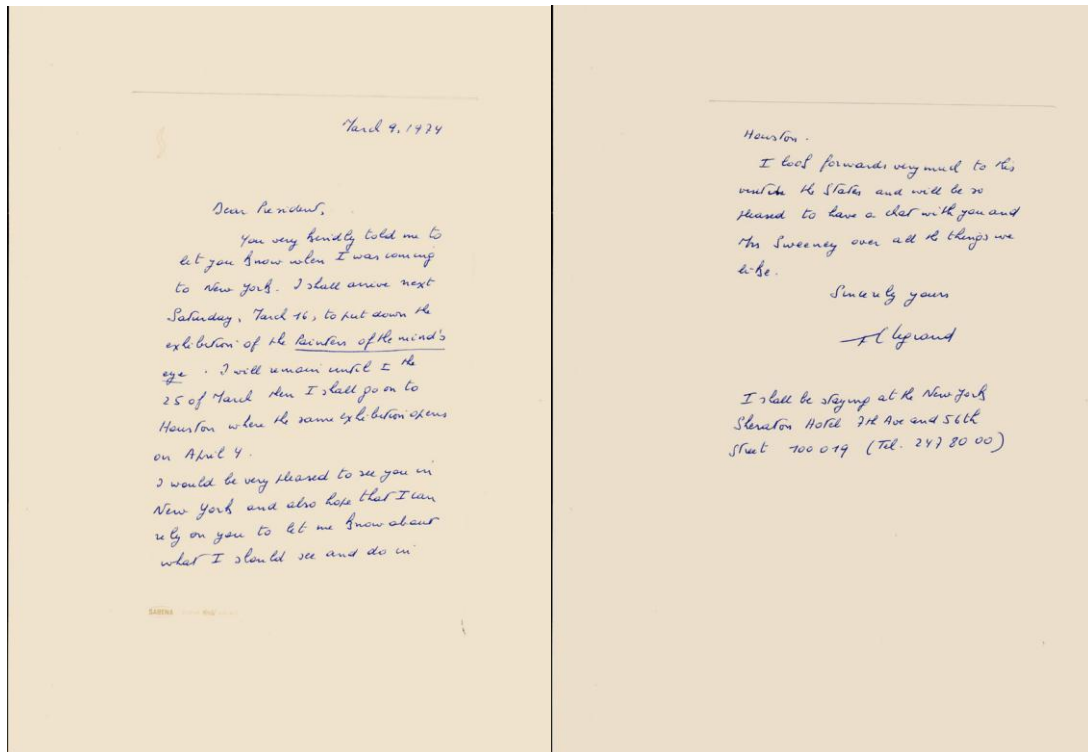 March 9, 1974
Dear President,
You very kindly told me to
let you know when I was coming
to New York. I shall arrive next
Saturday, March 16, to put down the
exhibition of the Painters of the mind's
eye. I will remain until I the
25 of March then I shall go on to
Houston where the same exhibition opens
on April 4.
I would be very pleased to see you in
New York and also hope that I can
rely on you to let me know about
what I should see and do in
SABENA
Houston.
I look forwards very much to this
visit the States and will be so
pleased to have a chat with you and
Mrs Sweeney over all the things we
like.
Sincerely yours
Legrand
I shall be staying at the New York
Sheraton Hotel 7th Ave and 56th
Street 100 019 (Tel. 247 80 00)